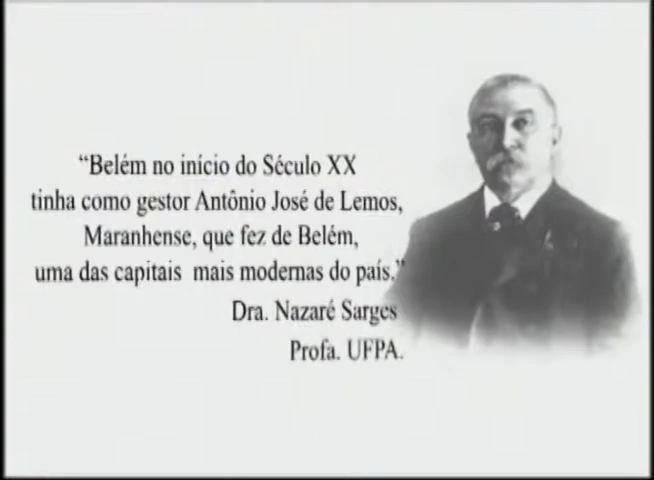 “Belém no início do Século XX
tinha como gestor Antônio José de Lemos,
Maranhense, que fez de Belém,
uma das capitais mais modernas do país.”
Dra. Nazaré Sarges
Profa. UFPA.